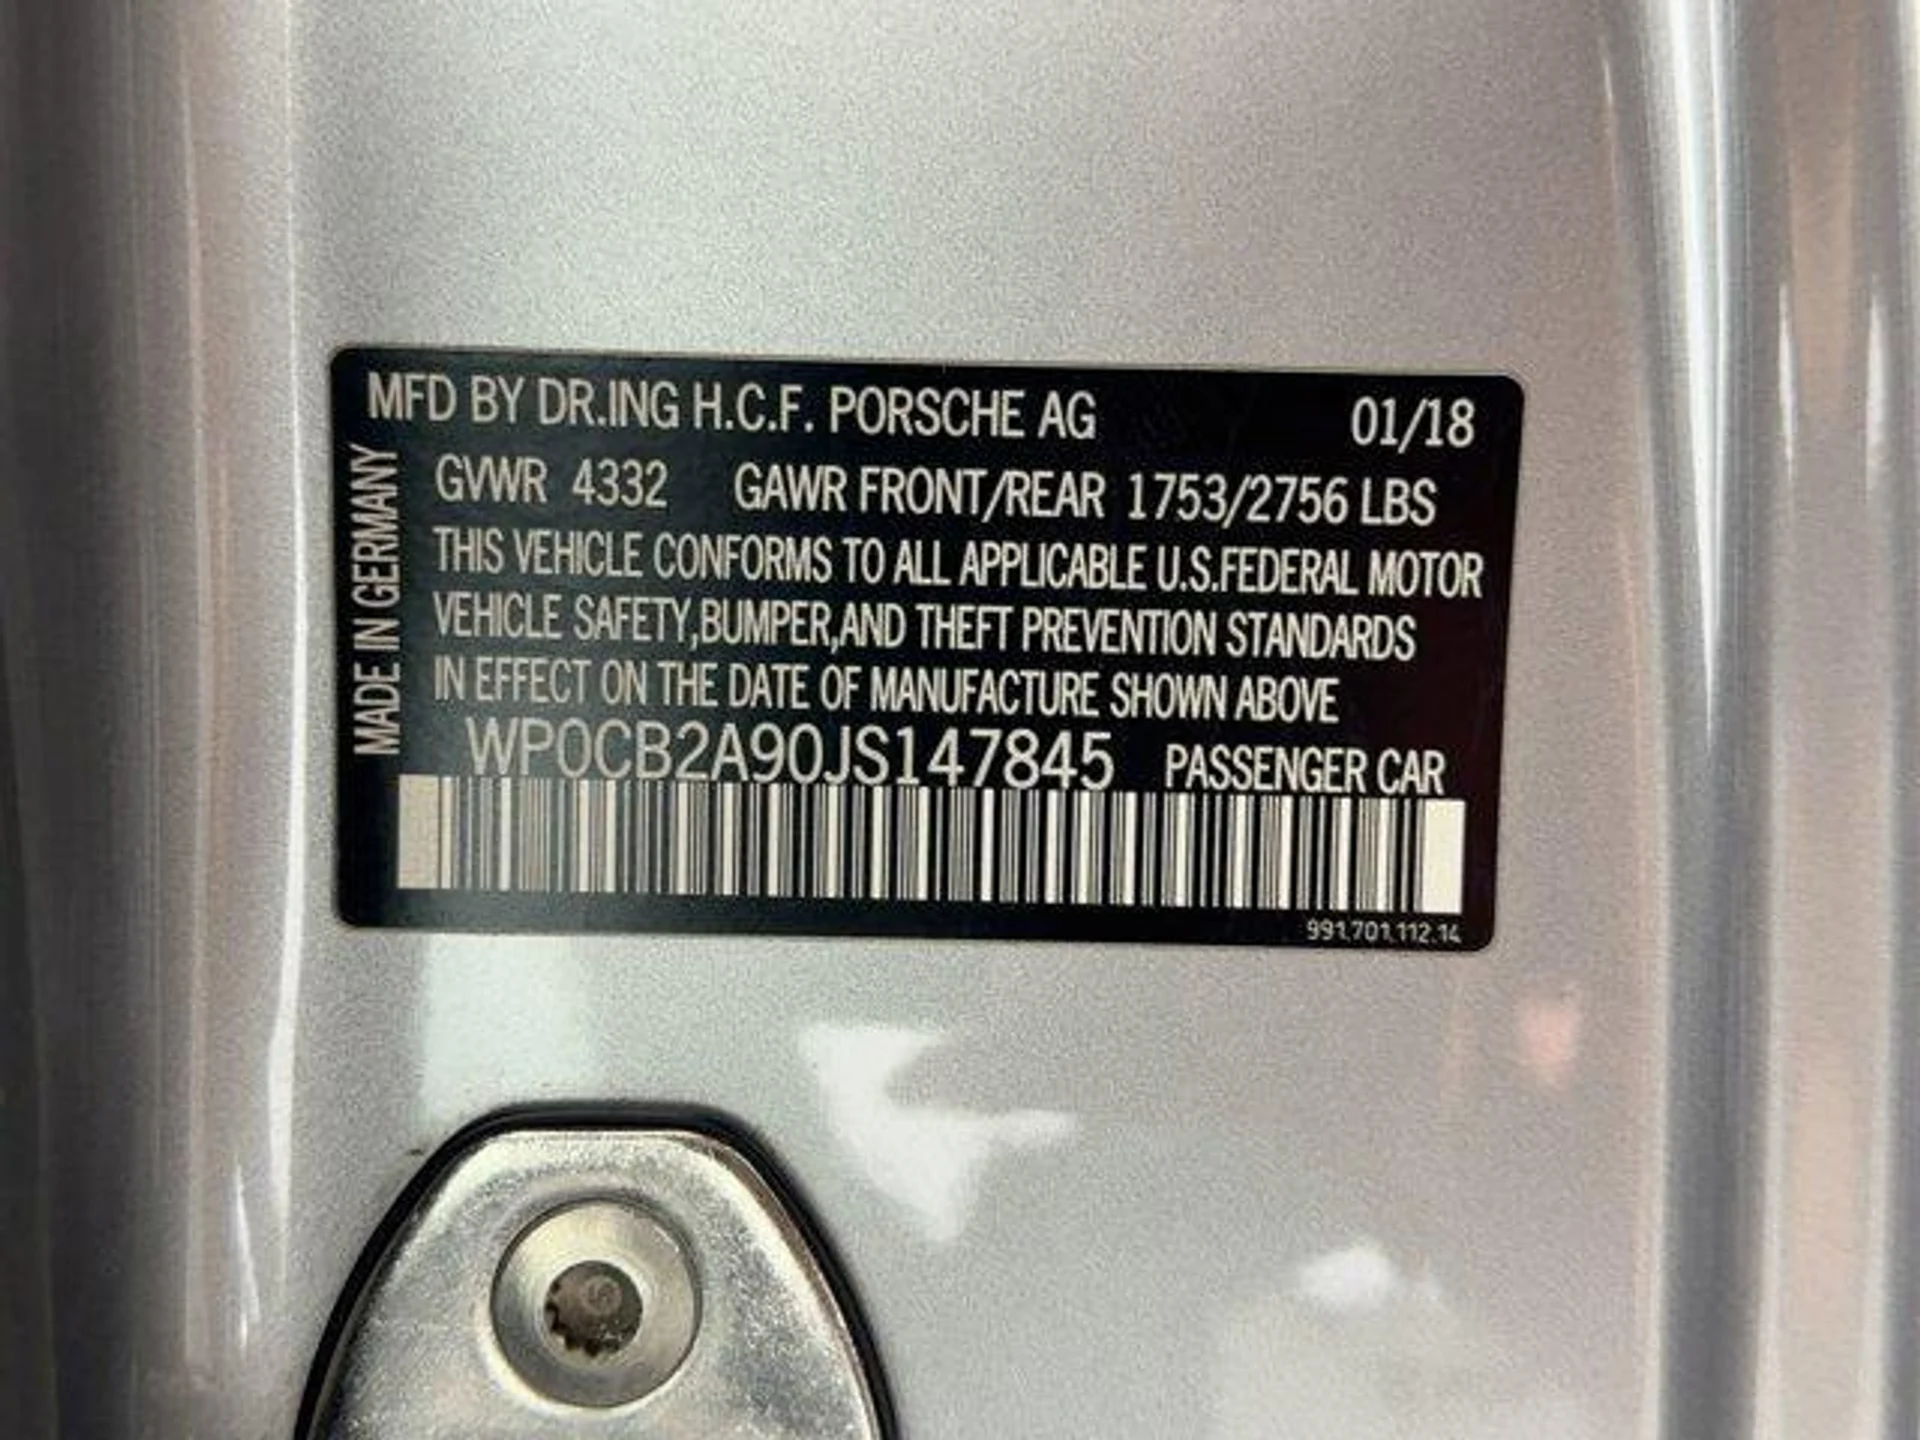 MFD BY DR.ING H.C.F. PORSCHE AG 01/18
MADE IN GERMANY
GVWR 4332 GAWR FRONT/REAR 1753/2756 LBS
THIS VEHICLE CONFORMS TO ALL APPLICABLE U.S.FEDERAL MOTOR
VEHICLE SAFETY,BUMPER,AND THEFT PREVENTION STANDARDS
IN EFFECT ON THE DATE OF MANUFACTURE SHOWN ABOVE
WP0CB2A90JS147845 PASSENGER CAR
991.701.112.14